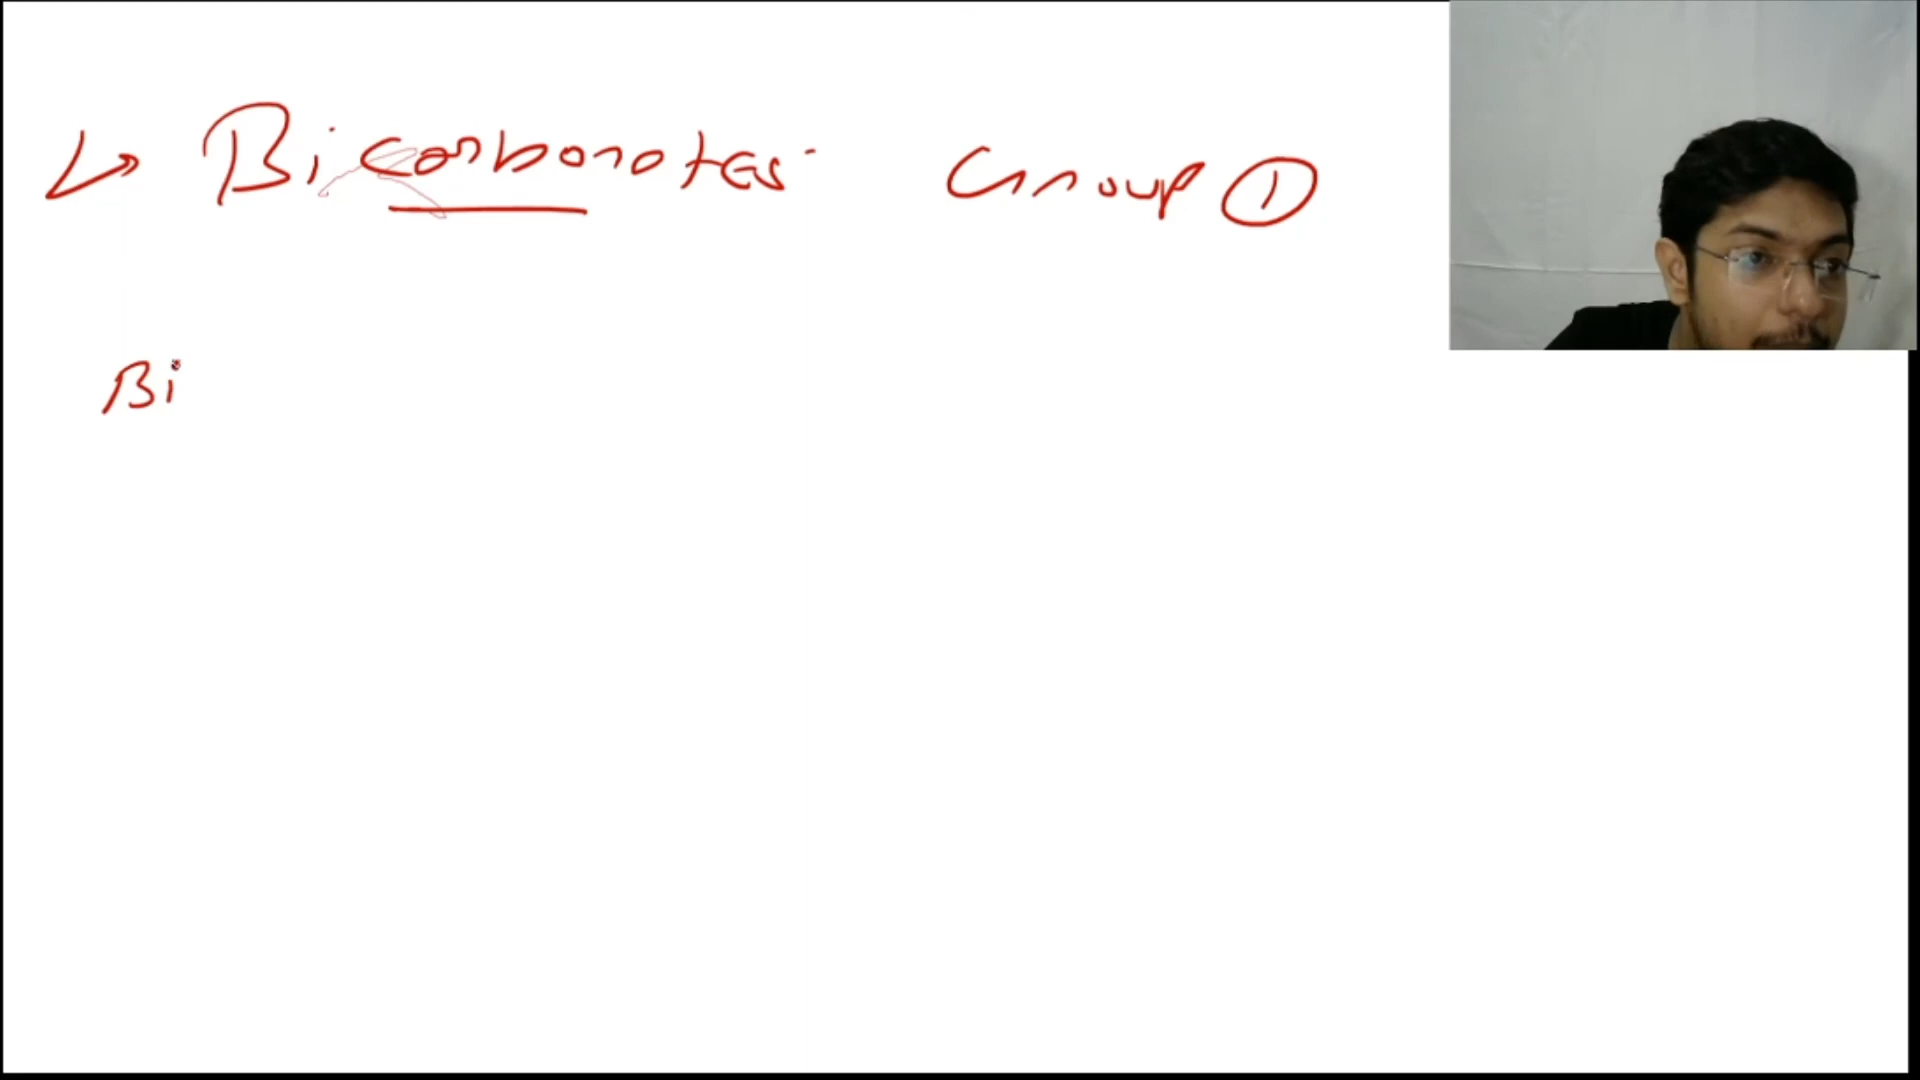 ↳ Bicarbonates Group ①
Bi